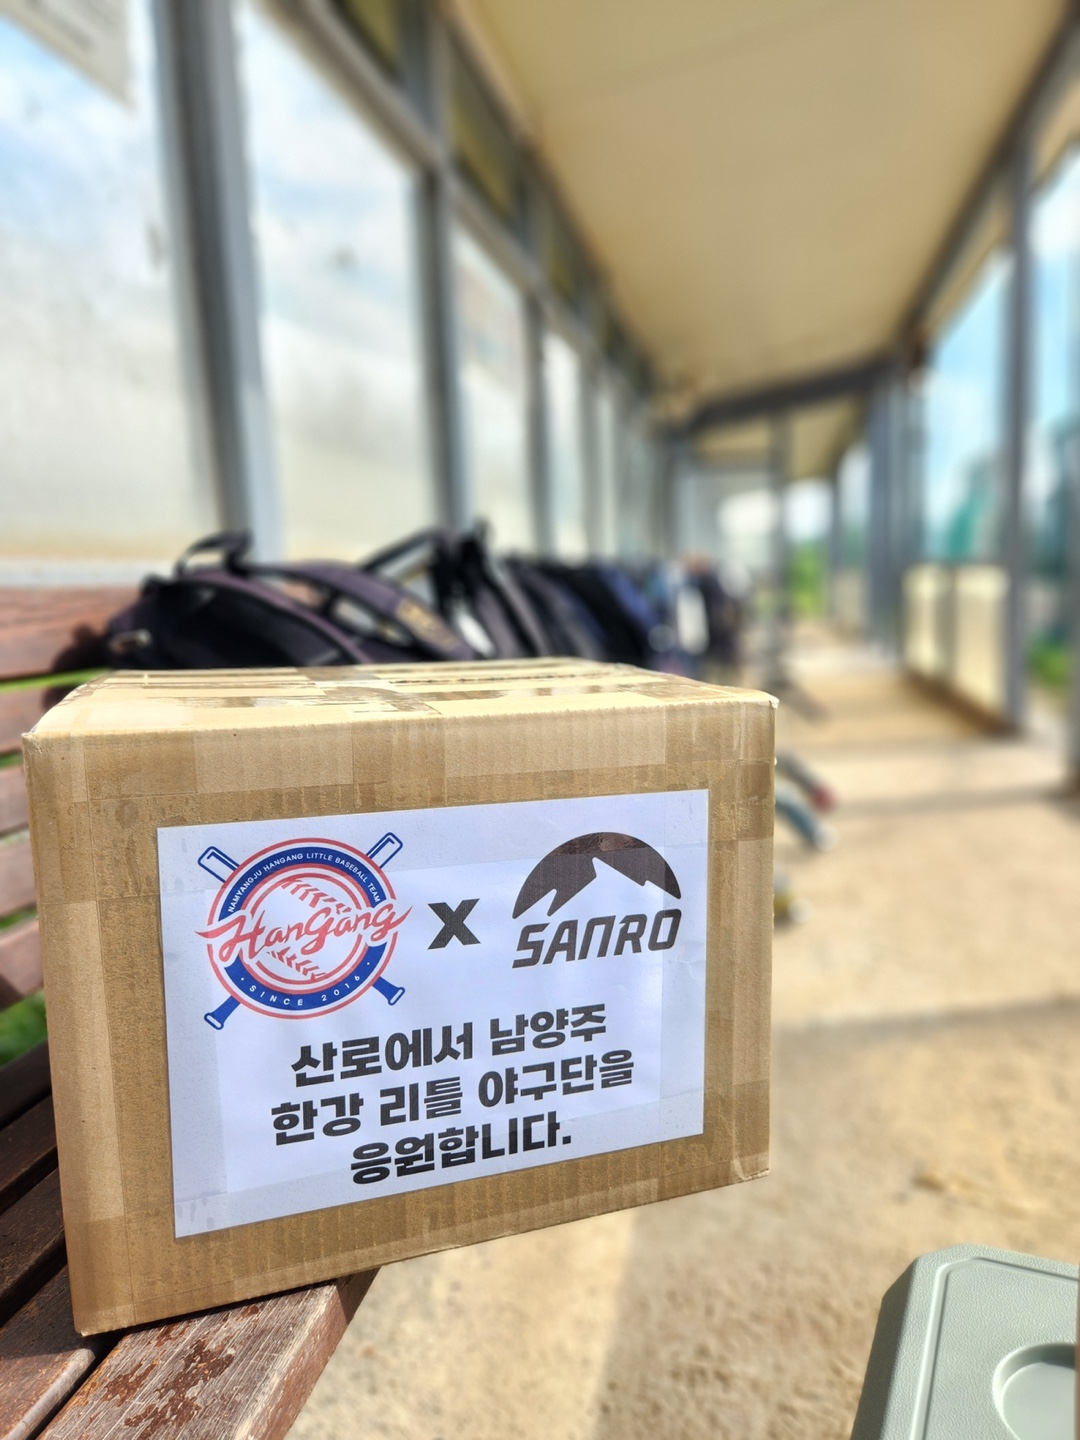 NAMYANGJU HANGANG LITTLE BASEBALL TEAM
HanGang
· SINCE 2016 ·
X
SANRO
산로에서 남양주
한강 리틀 야구단을
응원합니다.